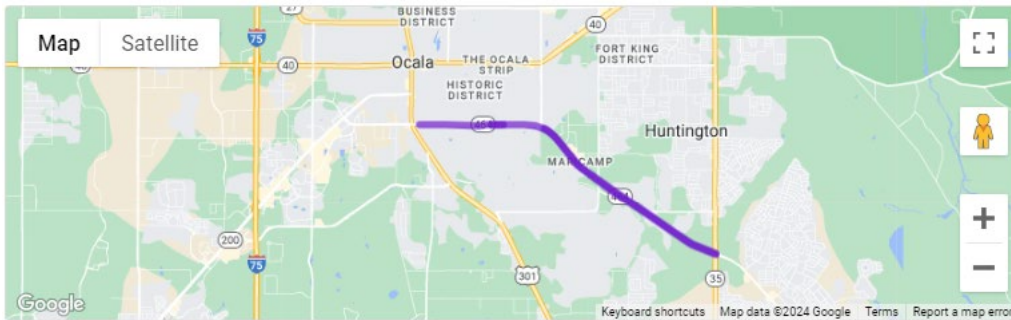 27
BUSINESS
DISTRICT
75
40
Map
Satellite
40
40
Ocala
THE OCALA
STRIP
FORT KING
DISTRICT
HISTORIC
DISTRICT
464
Huntington
MARICAMP
464
200
75
301
35
Google
Keyboard shortcuts
Map data ©2024 Google
Terms
Report a map error